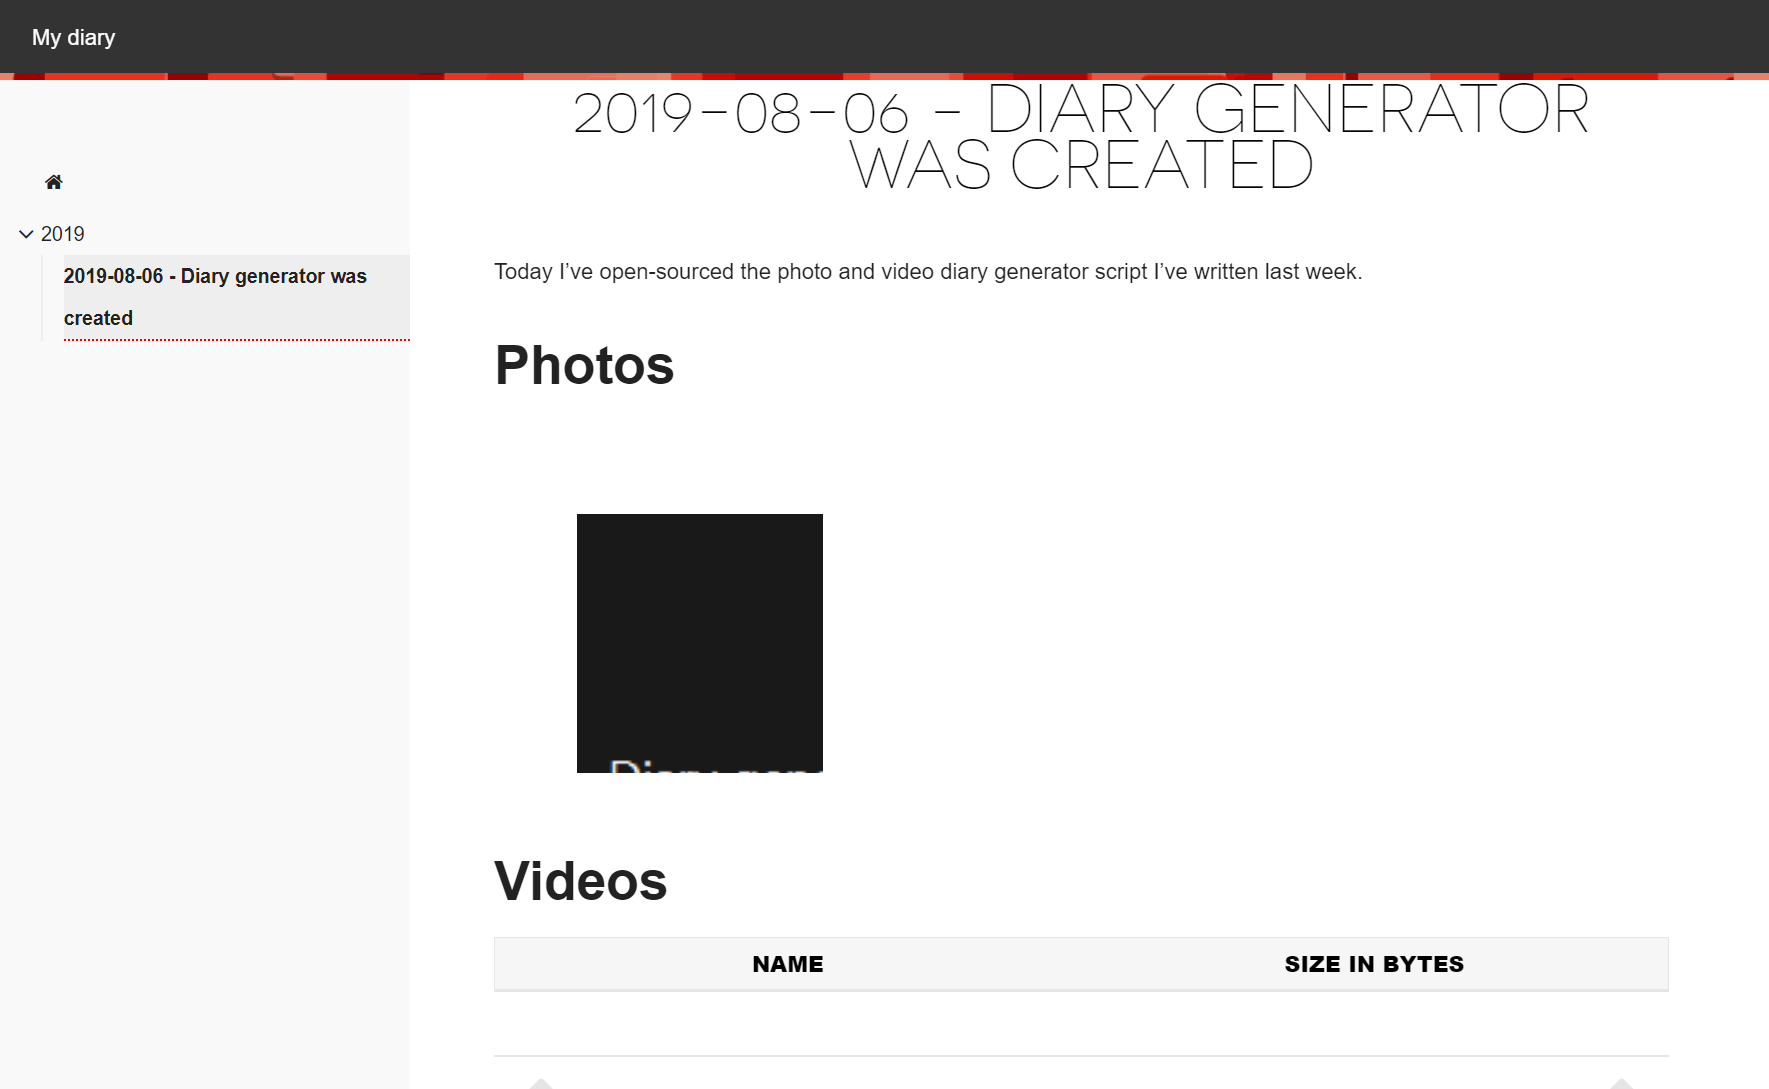 My diary
2019-08-06 - DIARY GENERATOR
WAS CREATED
2019
2019-08-06 - Diary generator was
created
Today I’ve open-sourced the photo and video diary generator script I’ve written last week.
Photos
Diary gene
Videos
NAME SIZE IN BYTES